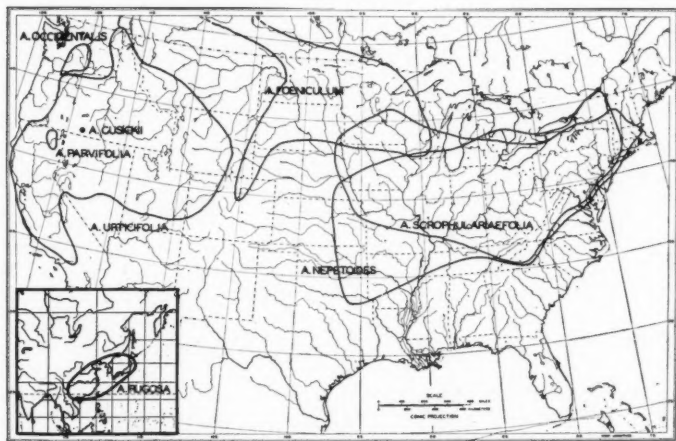 A. OCCIDENTALIS
A. FOENICULUM
A. CUSICKII
A. PARVIFOLIA
A. URTICIFOLIA
A. SCROPHULARIAEFOLIA
A. NEPETOIDES
A. RUGOSA
SCALE
CONIC PROJECTION